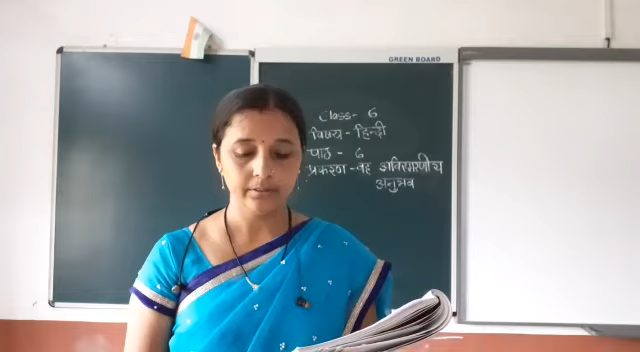 GREEN BOARD
Class- 6
विषय - हिन्दी
पाठ - 6
प्रकरण - वह अविस्मरणीय
अनुभव